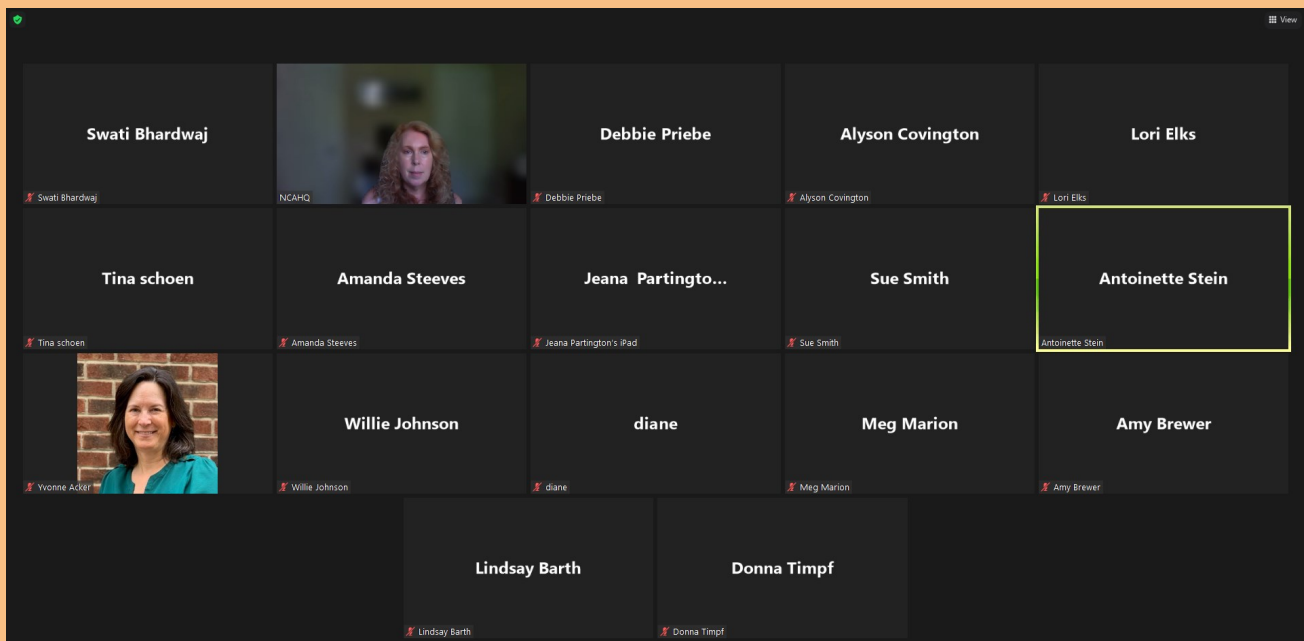 View
Swati Bhardwaj
Swati Bhardwaj
NCAHQ
Debbie Priebe
Debbie Priebe
Alyson Covington
Alyson Covington
Lori Elks
Lori Elks
Tina schoen
Tina schoen
Amanda Steeves
Amanda Steeves
Jeana Partingto...
Jeana Partington's iPad
Sue Smith
Sue Smith
Antoinette Stein
Antoinette Stein
Yvonne Acker
Willie Johnson
Willie Johnson
diane
diane
Meg Marion
Meg Marion
Amy Brewer
Amy Brewer
Lindsay Barth
Lindsay Barth
Donna Timpf
Donna Timpf